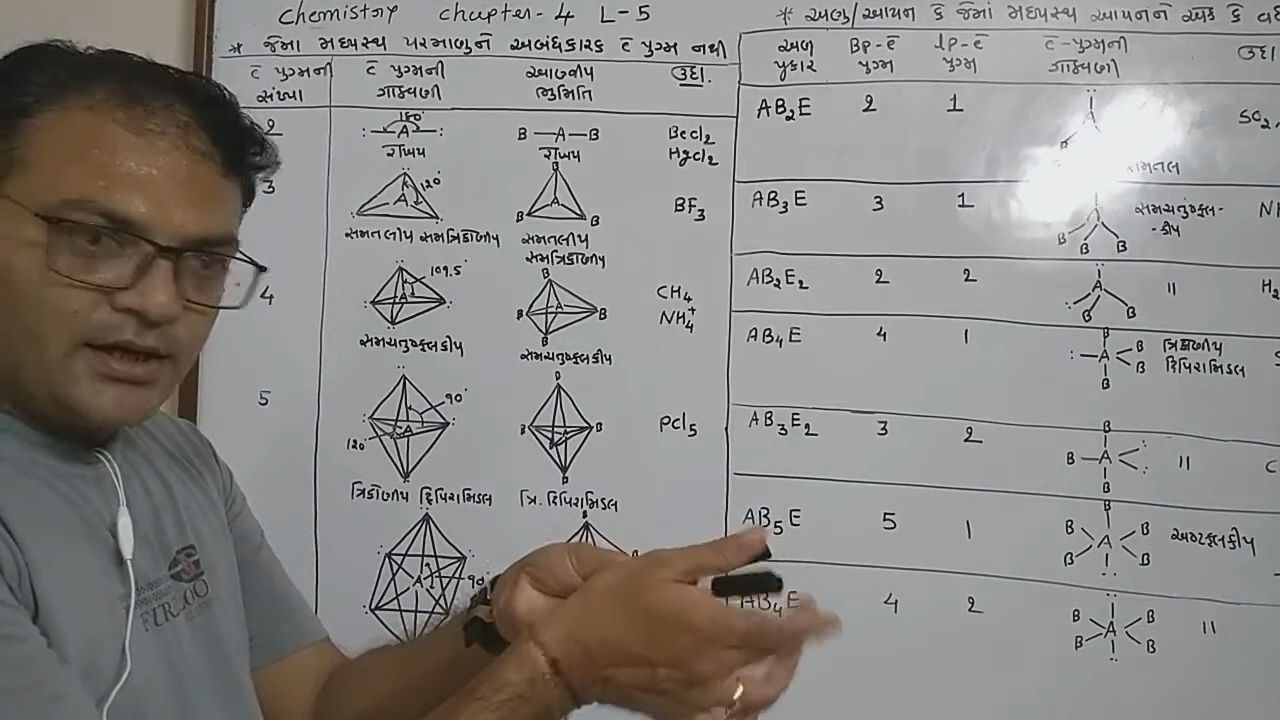 Chemistry chapter-4 L-5
* જેમા મધ્યસ્થ પરમાણુને અબંધકારક ē યુગ્મ નથી
ē યુગ્મની સંખ્યા
ē યુગ્મની ગોઠવણી
આણ્વીય ભુમિતિ
ઉદા.
2
180°
: — A — :
રેખીય
B — A — B
રેખીય
Becl2
Hgcl2
3
120°
A
સમતલીય સમત્રિકોણીય
B
A
B B
સમતલીય
સમત્રિકોણીય
BF3
4
109.5°
A
સમચતુષ્ફલકીય
B
A
B B
B
સમચતુષ્ફલકીય
CH4
NH4+
5
90°
120°
A
ત્રિકોણીય દ્વિપિરામિડલ
B B
B
ત્રિ. દ્વિપિરામિડલ
pcl5
A
90
* અણુ/આયન કે જેમાં મધ્યસ્થ આયનને એક કે
અણુ પ્રકાર
Bp-ē યુગ્મ
lp-ē યુગ્મ
ē-યુગ્મની ગોઠવણી
ઉદા
AB2E 2 1
SO2
AB3E 3 1
A
B B B
સમચતુષ્ફલ-
-કીય
AB2E2 2 2
A
B B
"
AB4E 4 1
B
: — A B
B
B
ત્રિકોણીય
દ્વિપિરામિડલ
AB3E2 3 2
B
B — A
B
"
AB5E 5 1
B
B B
A
B B
અષ્ટફલકીય
AB4E 4 2
B B
A
B B
"